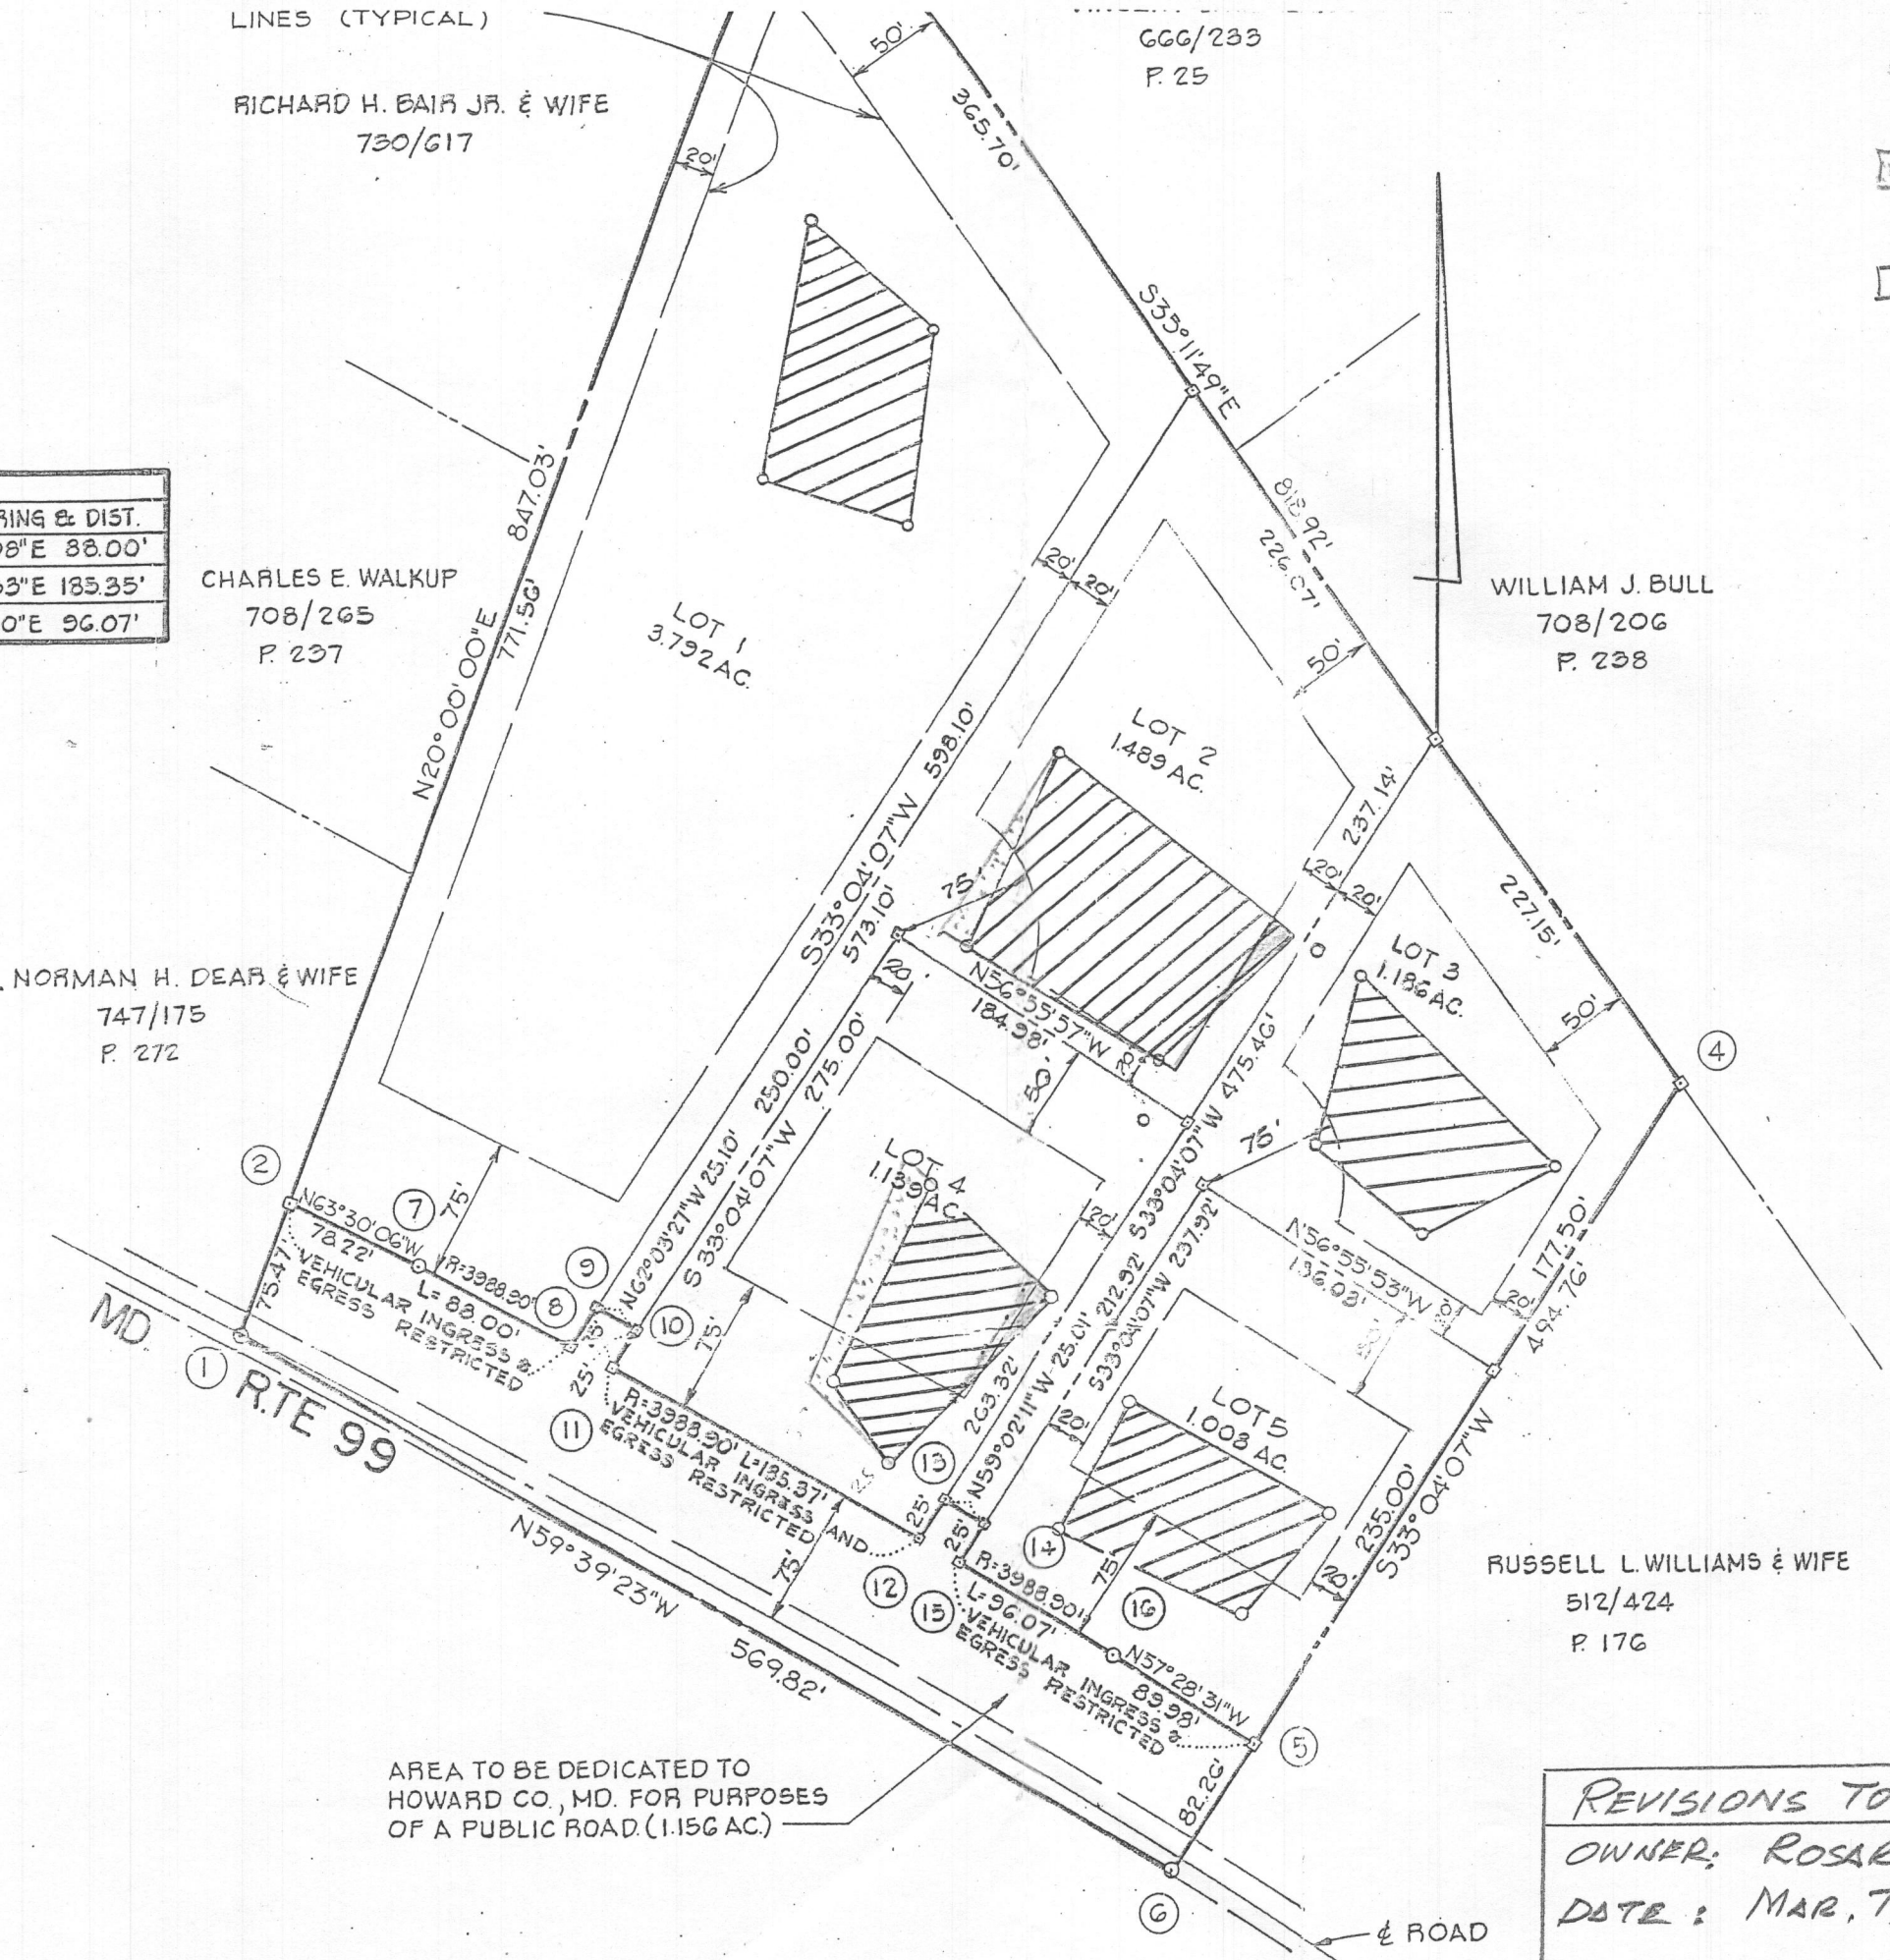 LINES (TYPICAL)
666/233
P. 25
RICHARD H. BAIR JR. & WIFE
730/617
50'
365.70'
20'
S35°11'49"E
818.92'
226.07'
RING & DIST.
08"E 88.00'
53"E 185.35'
0"E 96.07'
CHARLES E. WALKUP
708/265
P. 237
847.03'
N20°00'00"E
771.56'
LOT 1
3.792 AC.
20'
20'
50'
WILLIAM J. BULL
708/206
P. 238
LOT 2
1.489 AC.
S33°04'07"W 598.10'
573.10'
237.14'
20'
20'
227.15'
75'
LOT 3
1.186 AC.
50'
NORMAN H. DEAR & WIFE
747/175
P. 272
20'
N56°55'57"W
184.98'
20'
50'
4
250.00'
S33°04'07"W 275.00'
S33°04'07"W 475.46'
75'
2
N63°30'06"W
78.22'
7
75'
R=3988.90'
L=88.00'
VEHICULAR INGRESS &
EGRESS RESTRICTED
75.47'
8
9
N62°03'27"W 25.10'
25'
10
25'
11
LOT 4
1.139 AC.
75'
20'
212.92'
S33°04'07"W 237.92'
N56°55'53"W
186.03'
20'
50'
20'
177.50'
494.76'
MD.
1
RTE 99
R=3988.90' L=185.37'
VEHICULAR INGRESS AND
EGRESS RESTRICTED
25
263.32'
13
25'
N59°02'11"W 25.01'
25'
20'
LOT 5
1.008 AC.
235.00'
S33°04'07"W
20'
N59°39'23"W
569.82'
75'
12
15
14
R=3988.90'
L=96.07'
VEHICULAR INGRESS &
EGRESS RESTRICTED
75'
16
N57°28'31"W
89.98'
5
82.26'
6
RUSSELL L. WILLIAMS & WIFE
512/424
P. 176
AREA TO BE DEDICATED TO
HOWARD CO., MD. FOR PURPOSES
OF A PUBLIC ROAD. (1.156 AC.)
℄ ROAD
REVISIONS TO
OWNER: ROSAR
DATE: MAR. 7,